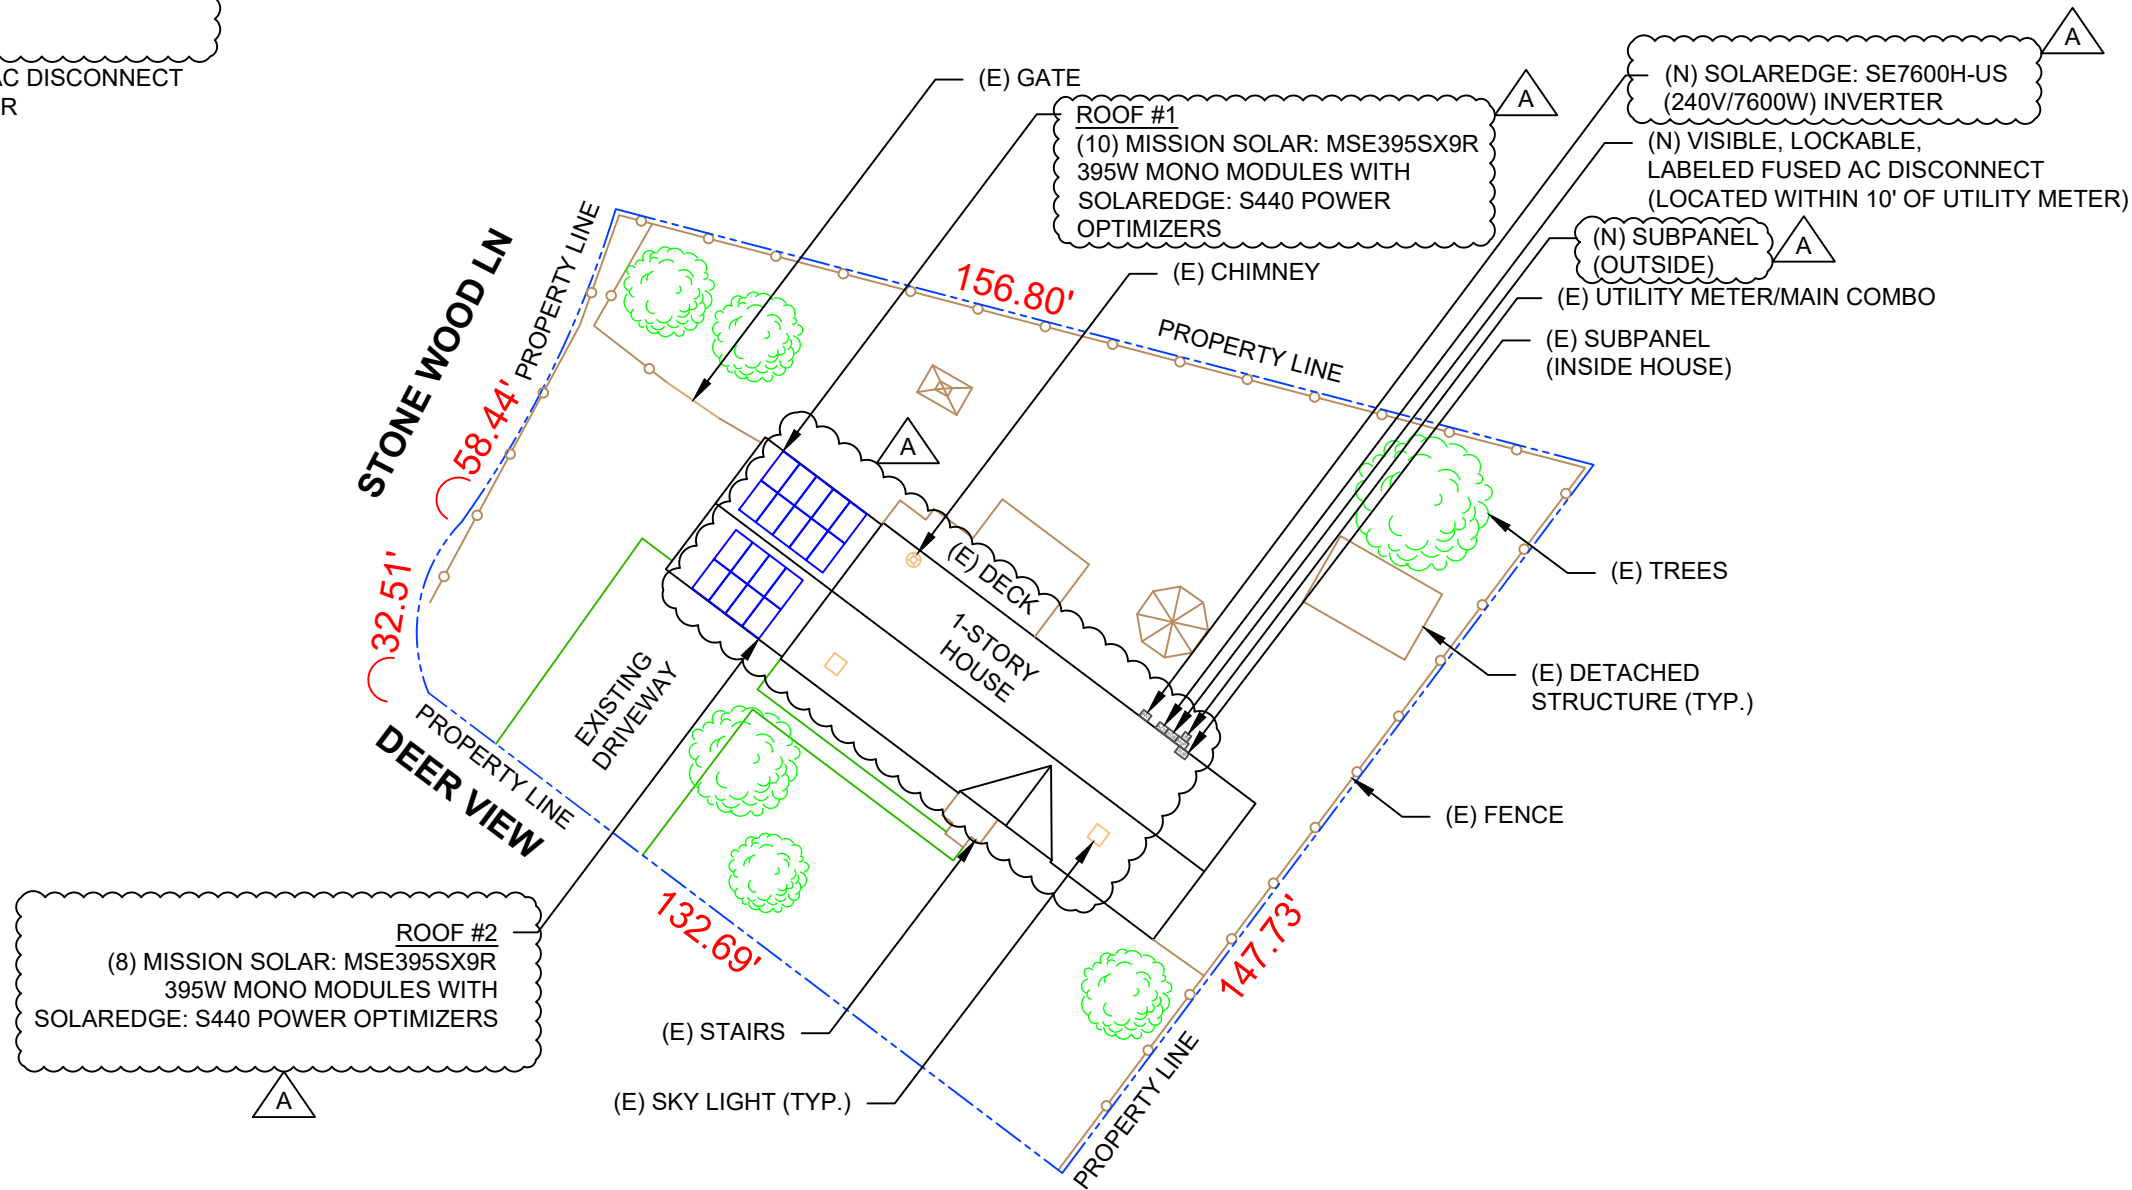 AC DISCONNECT
R
(E) GATE
ROOF #1
(10) MISSION SOLAR: MSE395SX9R
395W MONO MODULES WITH
SOLAREDGE: S440 POWER
OPTIMIZERS
A
(N) SOLAREDGE: SE7600H-US
(240V/7600W) INVERTER
A
(N) VISIBLE, LOCKABLE,
LABELED FUSED AC DISCONNECT
(LOCATED WITHIN 10' OF UTILITY METER)
(N) SUBPANEL
(OUTSIDE)
A
(E) UTILITY METER/MAIN COMBO
(E) SUBPANEL
(INSIDE HOUSE)
(E) CHIMNEY
156.80'
PROPERTY LINE
PROPERTY LINE
STONE WOOD LN
58.44'
32.51'
A
(E) DECK
1-STORY
HOUSE
(E) TREES
(E) DETACHED
STRUCTURE (TYP.)
(E) FENCE
EXISTING
DRIVEWAY
PROPERTY LINE
DEER VIEW
132.69'
147.73'
PROPERTY LINE
ROOF #2
(8) MISSION SOLAR: MSE395SX9R
395W MONO MODULES WITH
SOLAREDGE: S440 POWER OPTIMIZERS
A
(E) STAIRS
(E) SKY LIGHT (TYP.)